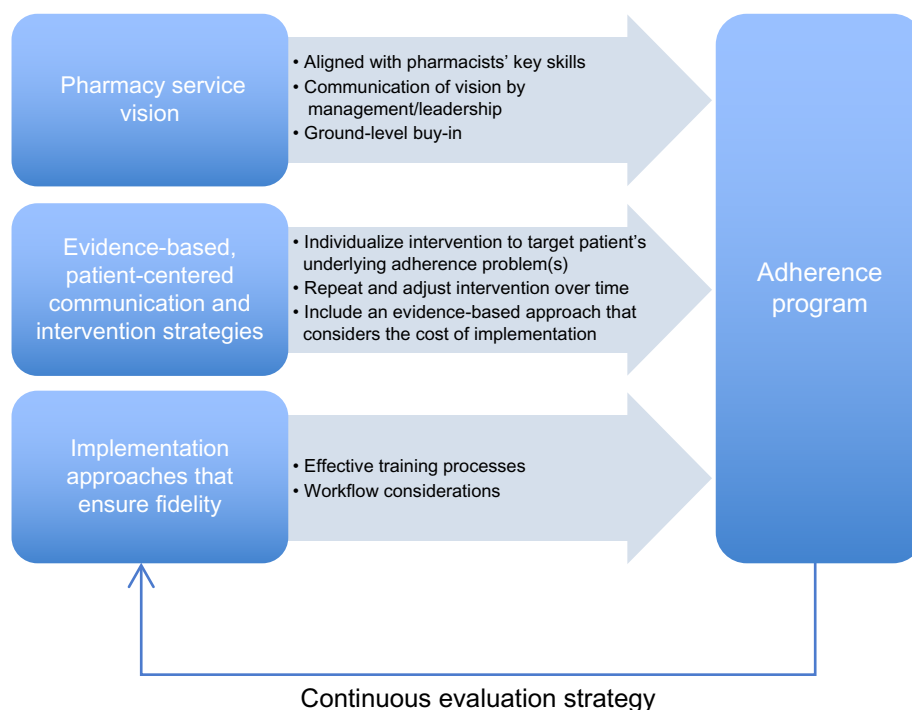 Pharmacy service
vision
• Aligned with pharmacists’ key skills
• Communication of vision by
management/leadership
• Ground-level buy-in
Evidence-based,
patient-centered
communication and
intervention strategies
• Individualize intervention to target patient’s
underlying adherence problem(s)
• Repeat and adjust intervention over time
• Include an evidence-based approach that
considers the cost of implementation
Implementation
approaches that
ensure fidelity
• Effective training processes
• Workflow considerations
Adherence
program
Continuous evaluation strategy